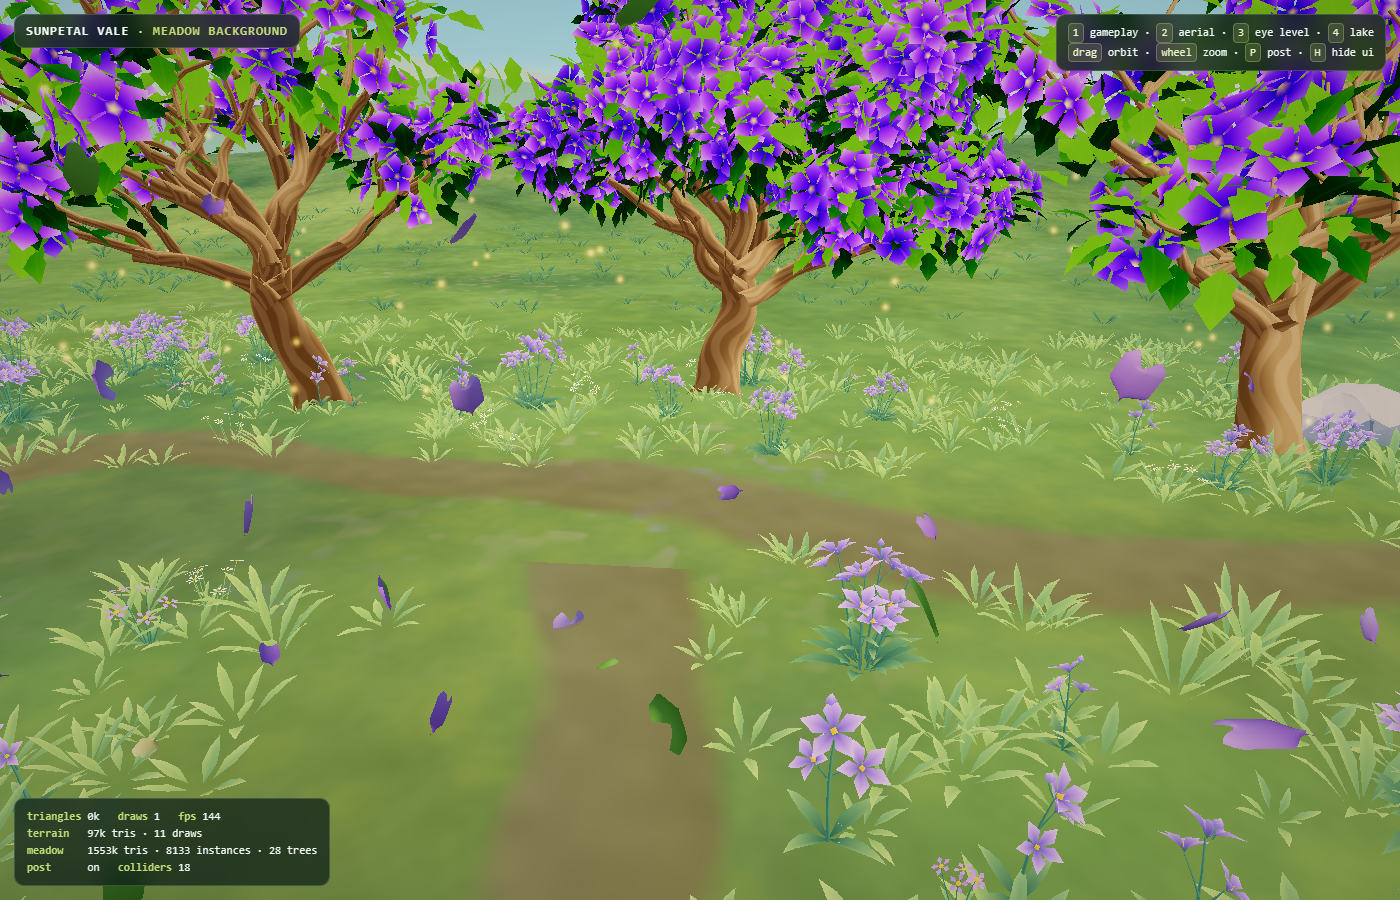 SUNPETAL VALE · MEADOW BACKGROUND
1 gameplay · 2 aerial · 3 eye level · 4 lake
drag orbit · wheel zoom · P post · H hide ui
triangles 0k draws 1 fps 144
terrain 97k tris · 11 draws
meadow 1553k tris · 8133 instances · 28 trees
post on colliders 18